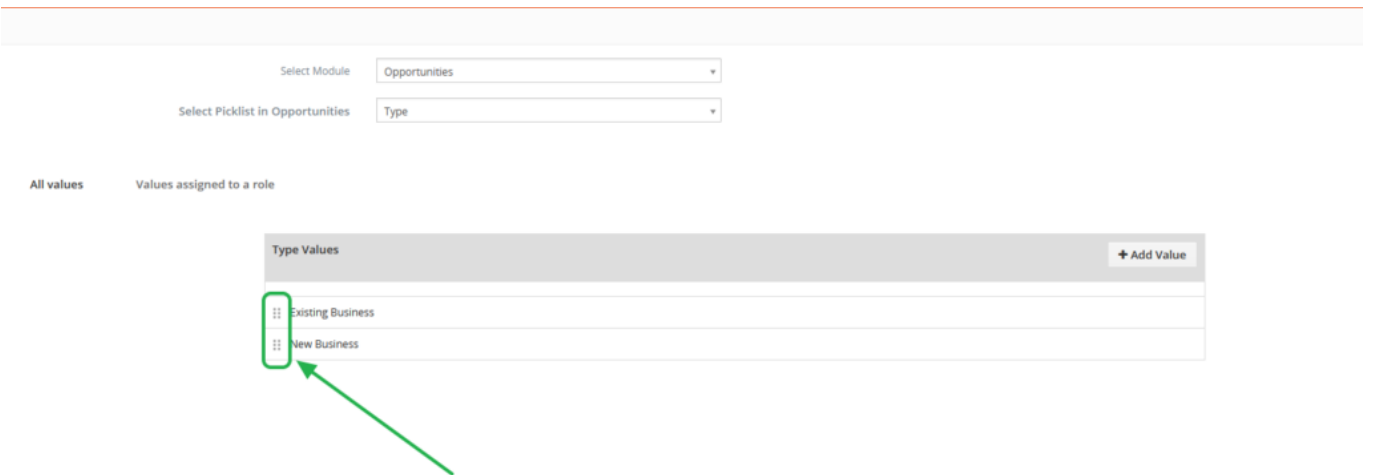 Select Module Opportunities
Select Picklist in Opportunities Type
All values Values assigned to a role
Type Values + Add Value
Existing Business
New Business